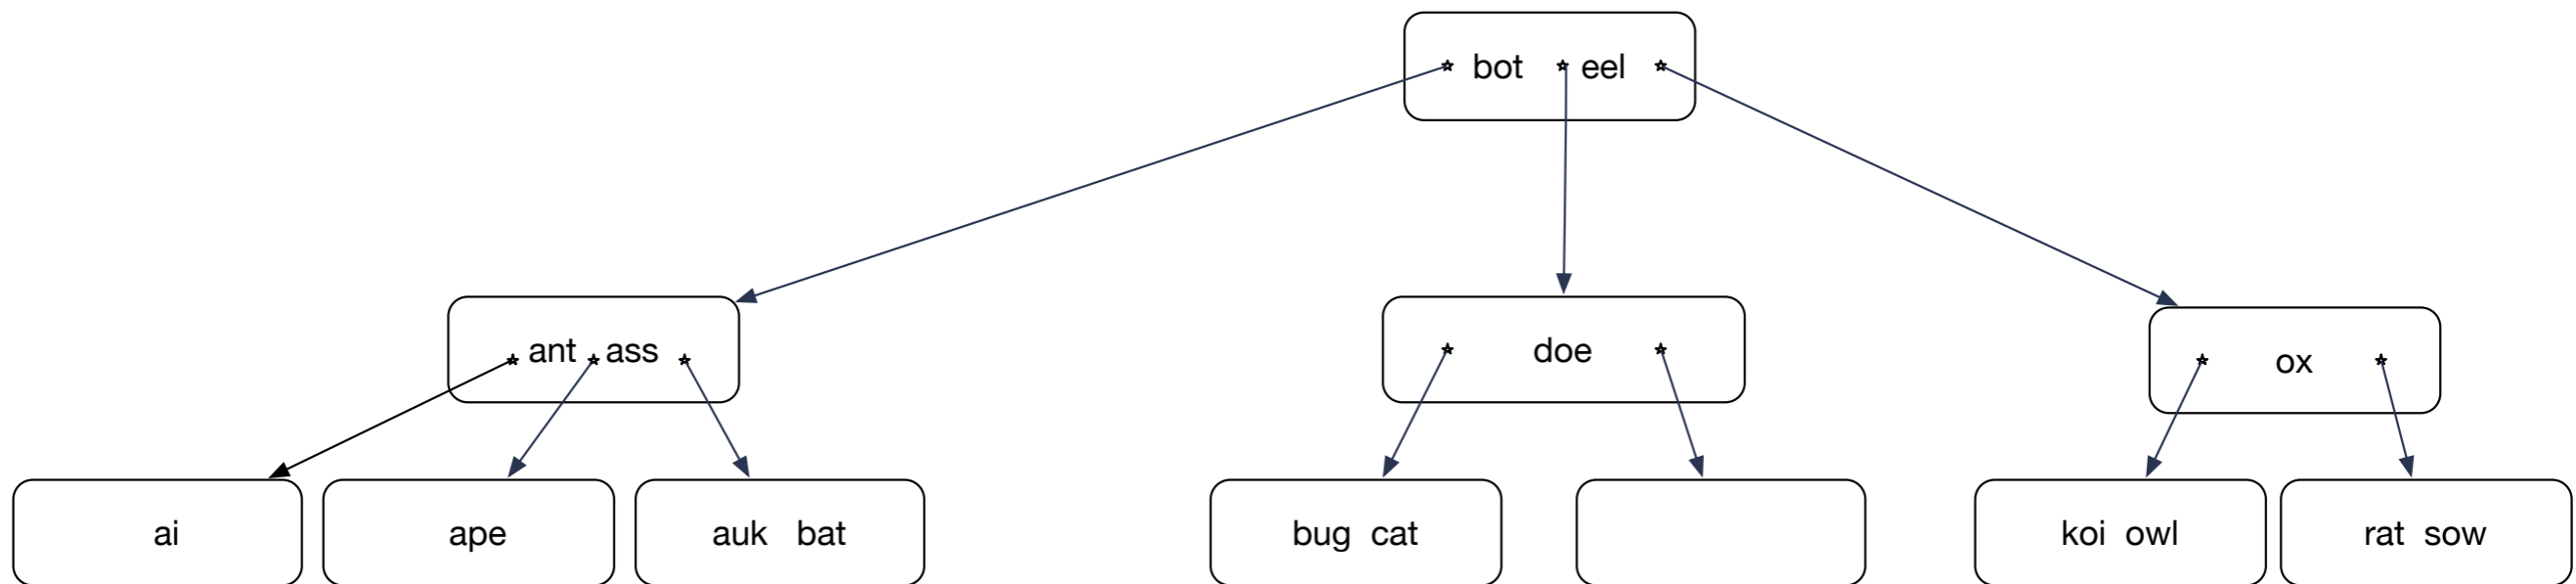 bot eel
ant ass
doe
ox
ai
ape
auk bat
bug cat
koi owl
rat sow